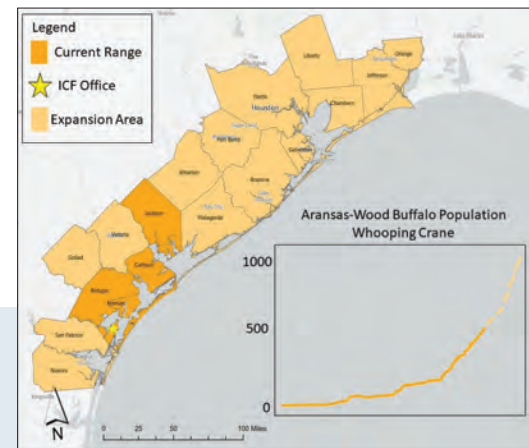 Legend
Current Range
ICF Office
Expansion Area
Liberty
Orange
Jefferson
Harris
Houston
Chambers
Fort Bend
Galveston
Brazoria
Wharton
Matagorda
Jackson
Victoria
Goliad
Calhoun
Refugio
Aransas
San Patricio
Nueces
N
0 25 50 100 Miles
Aransas-Wood Buffalo Population
Whooping Crane
1000
500
0